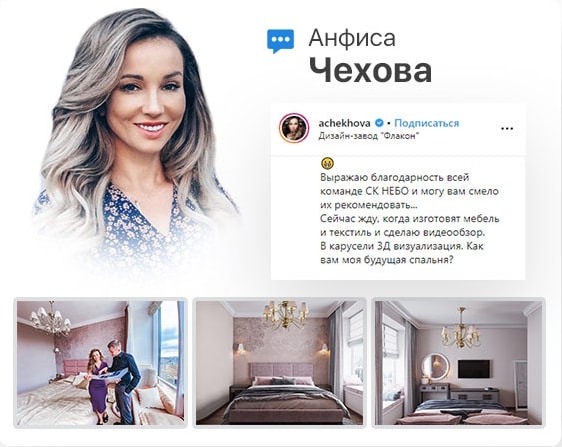 Анфиса
Чехова
achekhova • Подписаться
Дизайн-завод "Флакон"
Выражаю благодарность всей
команде СК НЕБО и могу вам смело
их рекомендовать...
Сейчас жду, когда изготовят мебель
и текстиль и сделаю видеообзор.
В карусели 3Д визуализация. Как
вам моя будущая спальня?